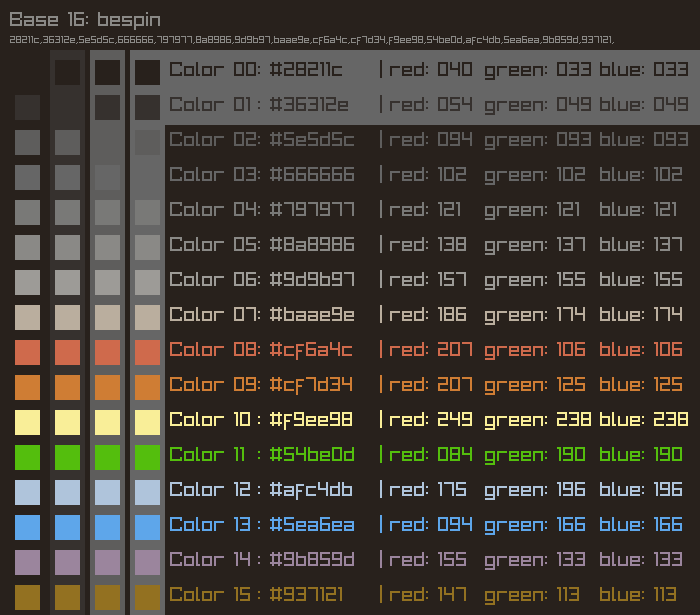 Base 16: bespin
28211c,36312e,5e5d5c,666666,797977,8a8986,9d9b97,baae9e,cf6a4c,cf7d34,f9ee98,54be0d,afc4db,5ea6ea,9b859d,937121,
Color 00: #28211c | red: 040 green: 033 blue: 033
Color 01 : #36312e | red: 054 green: 049 blue: 049
Color 02: #5e5d5c | red: 094 green: 093 blue: 093
Color 03: #666666 | red: 102 green: 102 blue: 102
Color 04: #797977 | red: 121 green: 121 blue: 121
Color 05: #8a8986 | red: 138 green: 137 blue: 137
Color 06: #9d9b97 | red: 157 green: 155 blue: 155
Color 07: #baae9e | red: 186 green: 174 blue: 174
Color 08: #cf6a4c | red: 207 green: 106 blue: 106
Color 09: #cf7d34 | red: 207 green: 125 blue: 125
Color 10 : #f9ee98 | red: 249 green: 238 blue: 238
Color 11 : #54be0d | red: 084 green: 190 blue: 190
Color 12 : #afc4db | red: 175 green: 196 blue: 196
Color 13 : #5ea6ea | red: 094 green: 166 blue: 166
Color 14 : #9b859d | red: 155 green: 133 blue: 133
Color 15 : #937121 | red: 147 green: 113 blue: 113